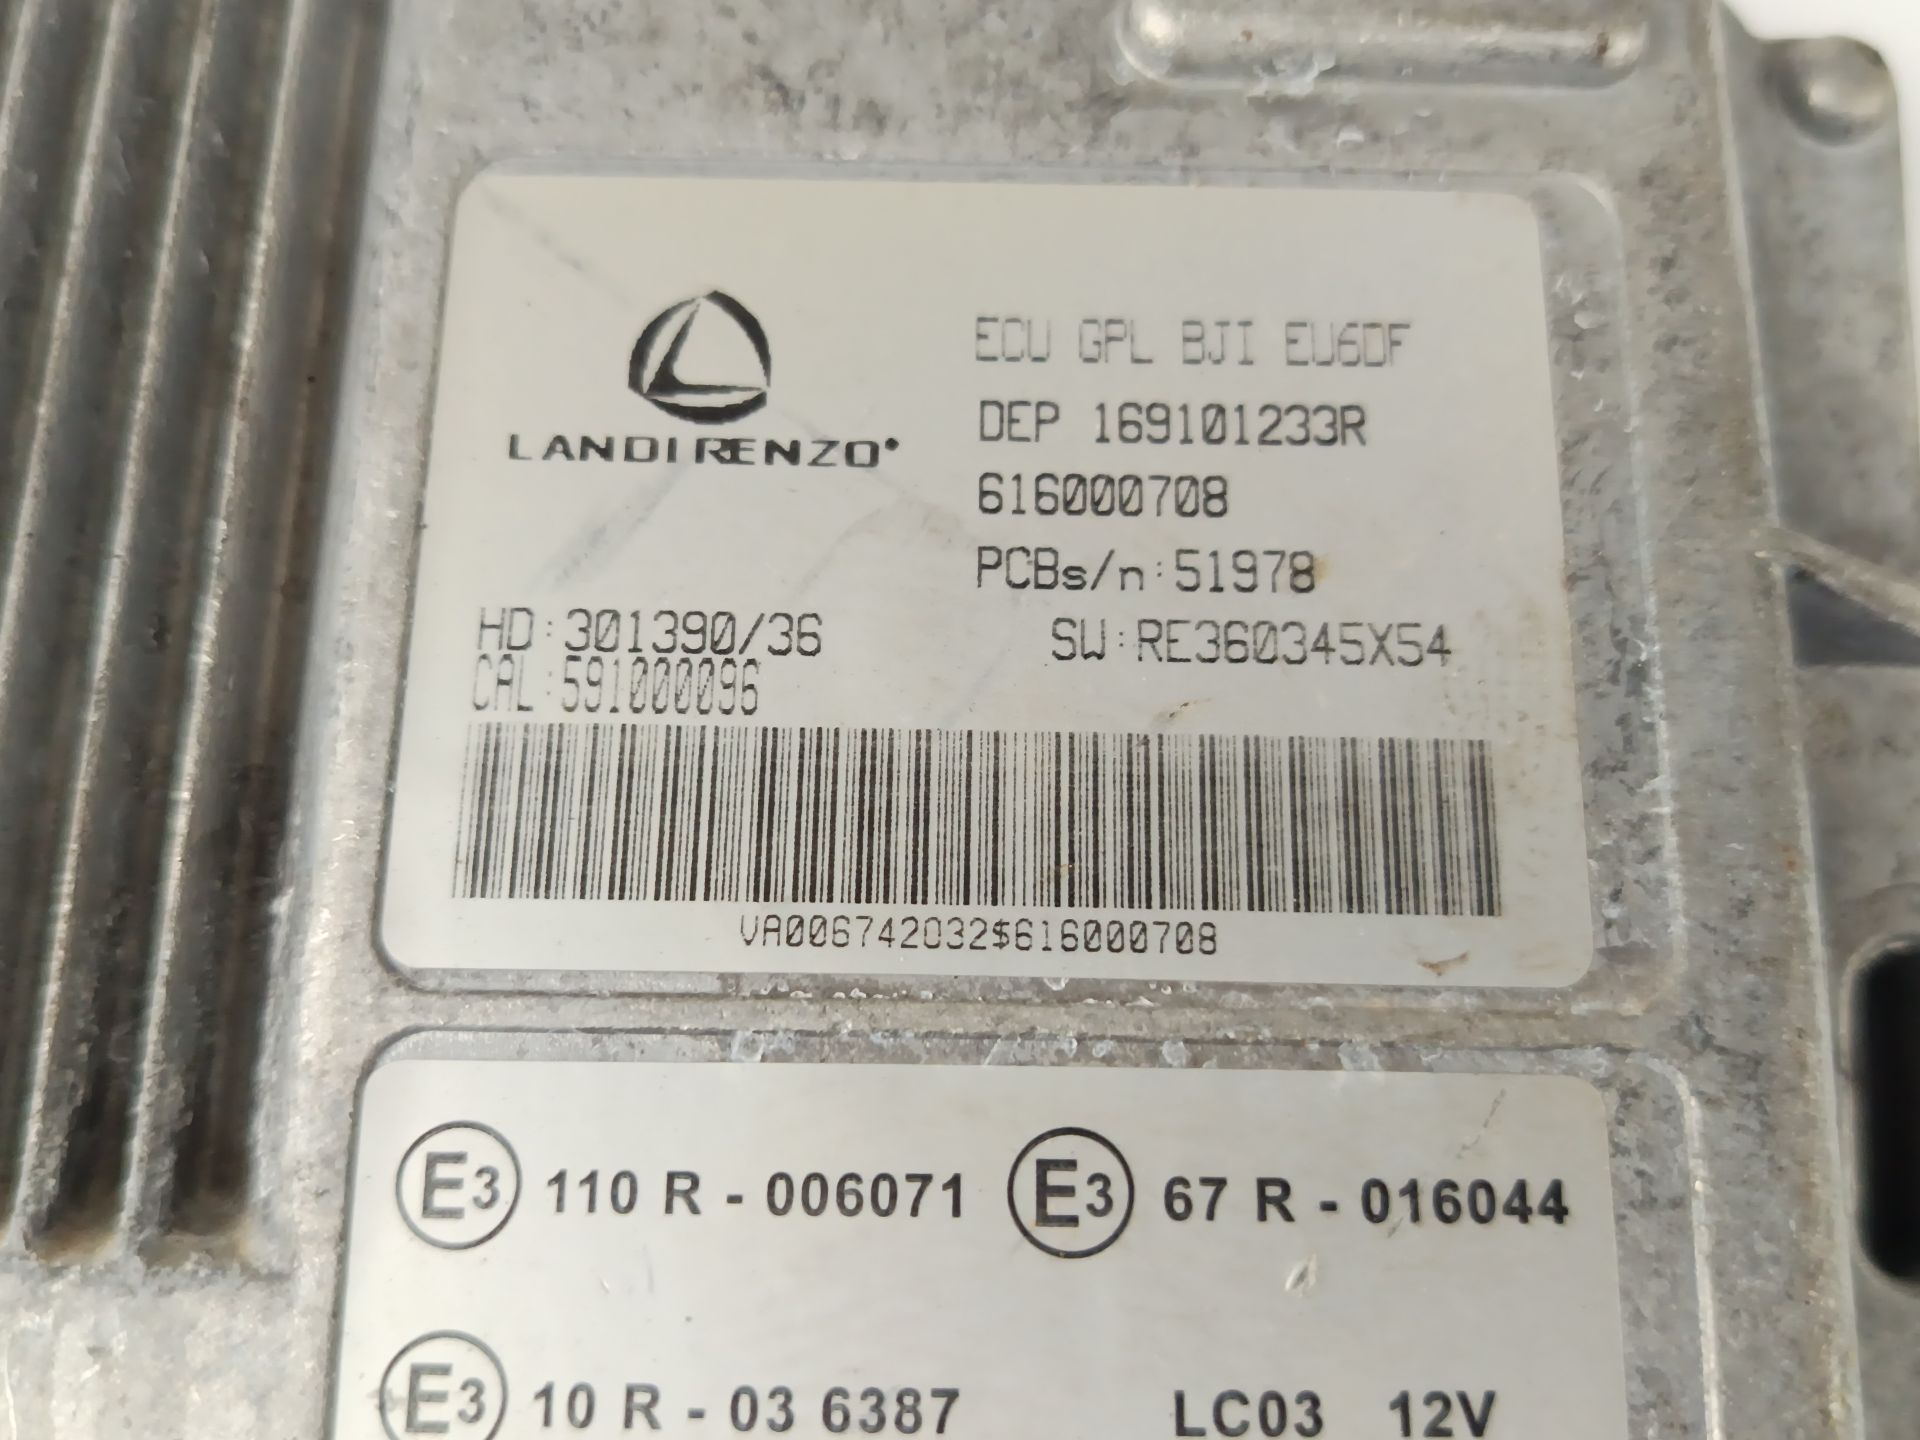 LANDIRENZO
ECU GPL BJI EU6DF
DEP 169101233R
616000708
PCBs/n:51978
HD:301390/36 SW:RE360345X54
CAL:591000096
VA006742032$616000708
E3 110 R - 006071 E3 67 R - 016044
E3 10 R - 03 6387 LC03 12V